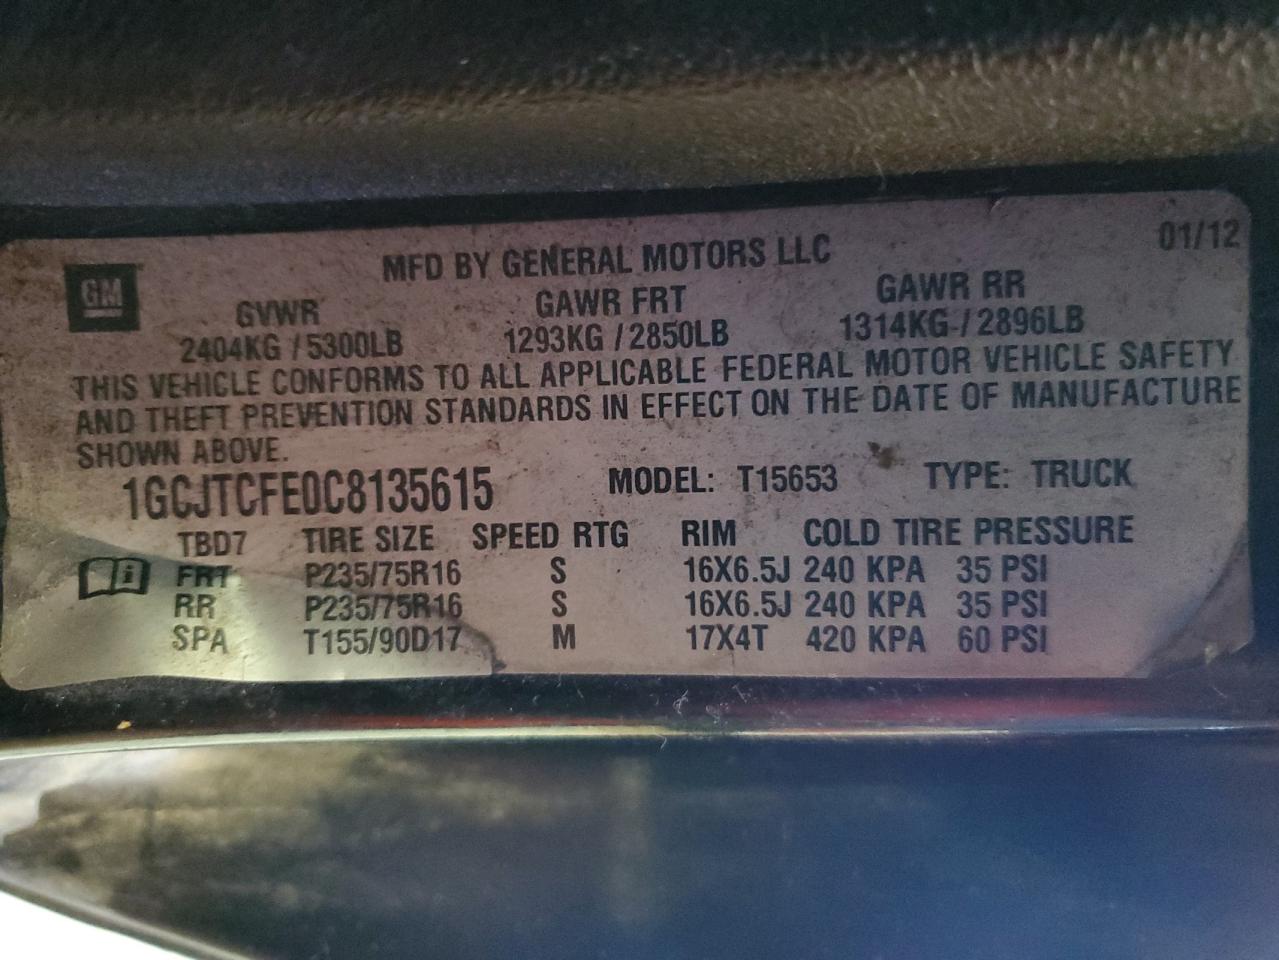 01/12
MFD BY GENERAL MOTORS LLC
GM
GVWR GAWR FRT GAWR RR
2404KG / 5300LB 1293KG / 2850LB 1314KG / 2896LB
THIS VEHICLE CONFORMS TO ALL APPLICABLE FEDERAL MOTOR VEHICLE SAFETY
AND THEFT PREVENTION STANDARDS IN EFFECT ON THE DATE OF MANUFACTURE
SHOWN ABOVE.
1GCJTCFE0C8135615 MODEL: T15653 TYPE: TRUCK
TBD7 TIRE SIZE SPEED RTG RIM COLD TIRE PRESSURE
FRT P235/75R16 S 16X6.5J 240 KPA 35 PSI
RR P235/75R16 S 16X6.5J 240 KPA 35 PSI
SPA T155/90D17 M 17X4T 420 KPA 60 PSI